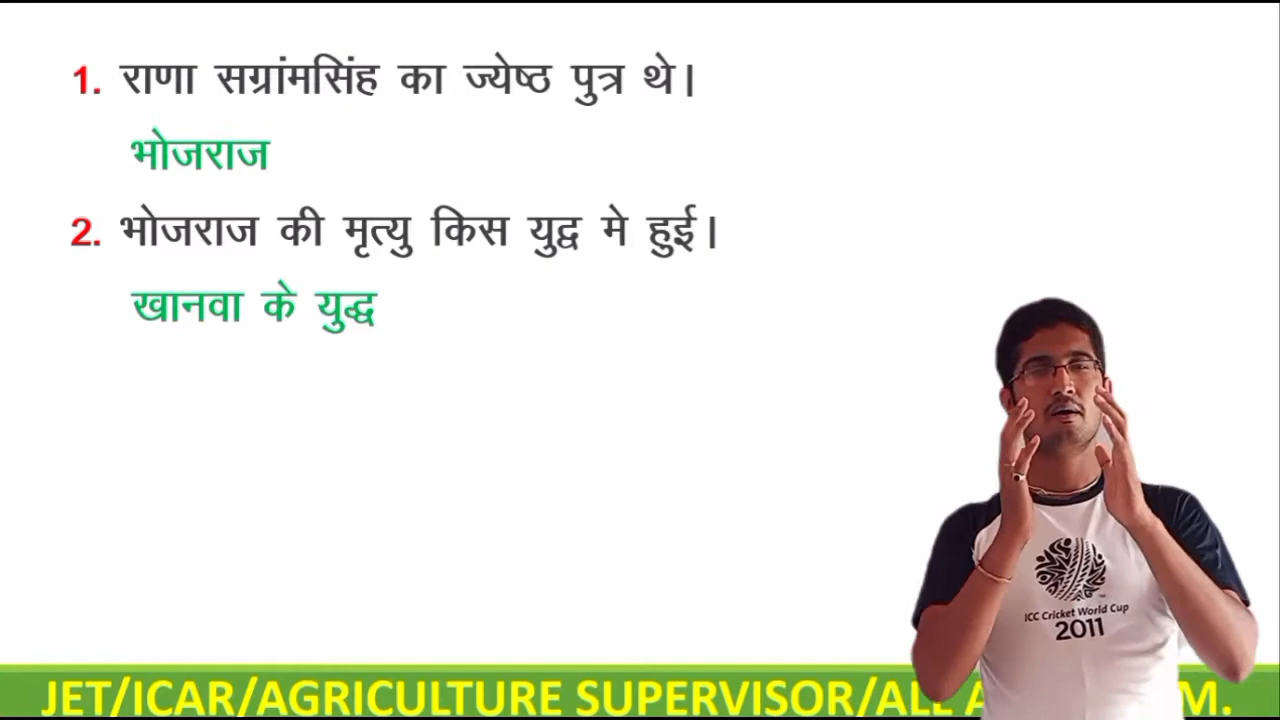 1. राणा सग्रांमसिंह का ज्येष्ठ पुत्र थे।
भोजराज
2. भोजराज की मृत्यु किस युद्व मे हुई।
खानवा के युद्ध
ICC Cricket World Cup
2011
JET/ICAR/AGRICULTURE SUPERVISOR/ALL